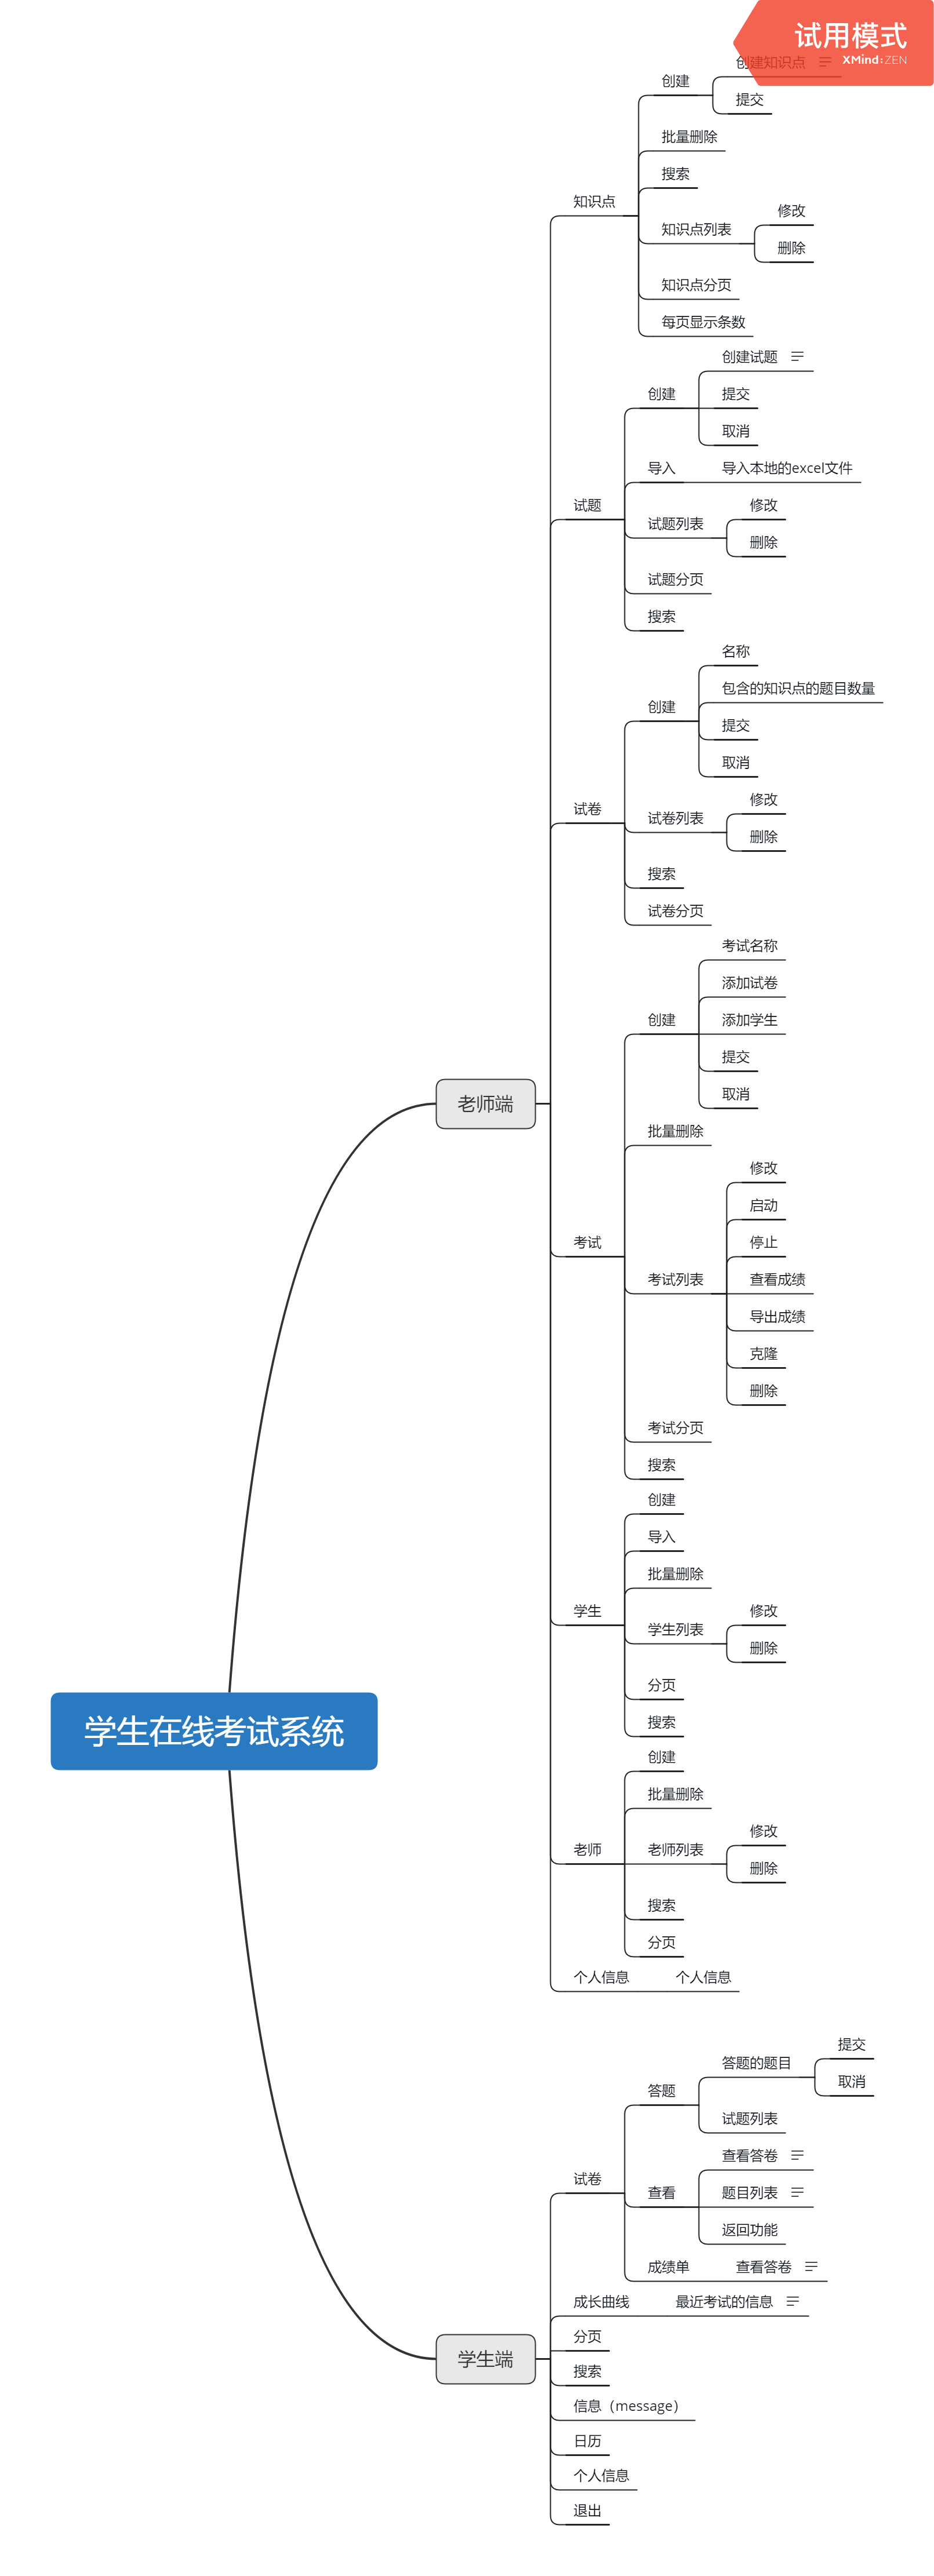 试用模式
XMind:ZEN
创建知识点
创建
提交
批量删除
搜索
修改
知识点列表
删除
知识点
知识点分页
每页显示条数
创建试题
创建
提交
取消
导入
导入本地的excel文件
修改
试题
试题列表
删除
试题分页
搜索
名称
包含的知识点的题目数量
创建
提交
取消
修改
试卷
试卷列表
删除
搜索
试卷分页
考试名称
添加试卷
创建
添加学生
提交
取消
老师端
批量删除
修改
启动
停止
考试
考试列表
查看成绩
导出成绩
克隆
删除
考试分页
搜索
创建
导入
批量删除
修改
学生
学生列表
删除
分页
搜索
学生在线考试系统
创建
批量删除
修改
老师
老师列表
删除
搜索
分页
个人信息
个人信息
提交
答题的题目
取消
答题
试题列表
查看答卷
试卷
查看
题目列表
返回功能
成绩单
查看答卷
成长曲线
最近考试的信息
分页
学生端
搜索
信息（message）
日历
个人信息
退出